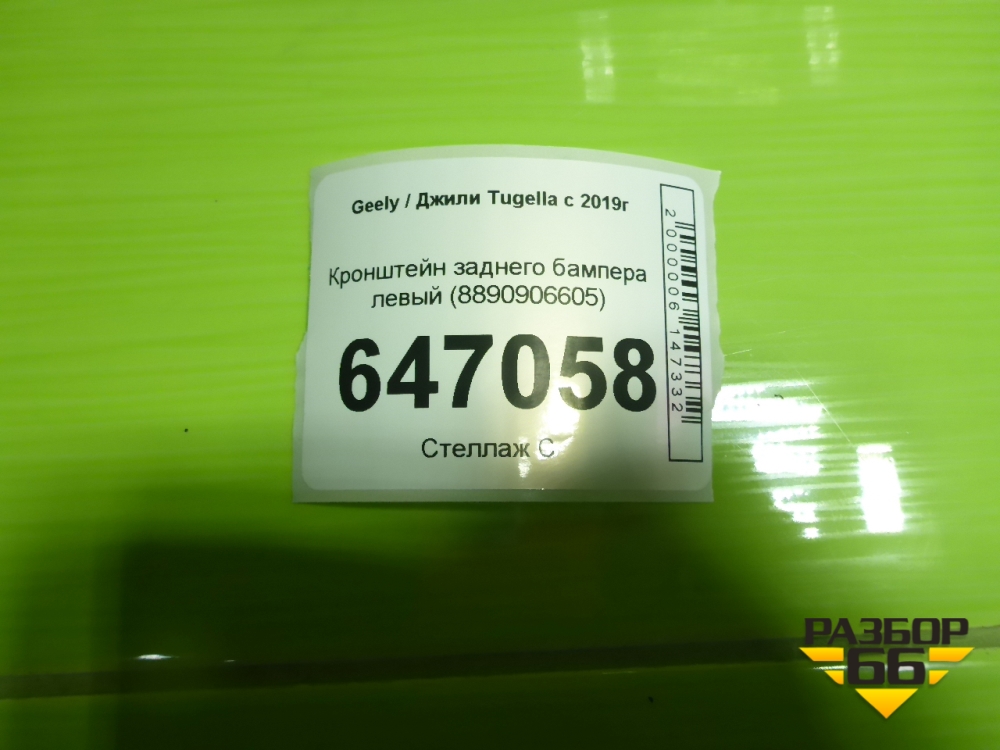 Geely / Джили Tugella с 2019г
Кронштейн заднего бампера
левый (8890906605)
647058
Стеллаж С
2000006147332
РАЗБОР
66